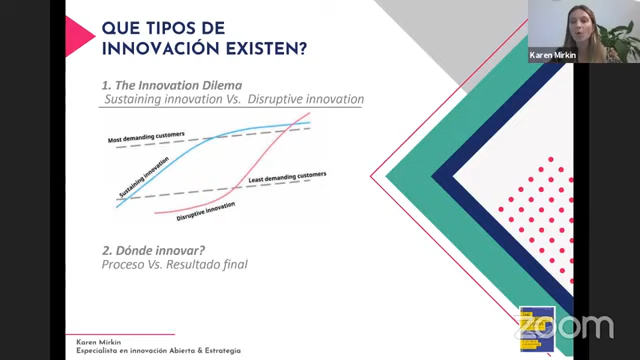 QUE TIPOS DE
INNOVACIÓN EXISTEN?
Karen Mirkin
1. The Innovation Dilema
Sustaining innovation Vs. Disruptive innovation
Most demanding customers
Sustaining innovation
Least demanding customers
Disruptive innovation
2. Dónde innovar?
Proceso Vs. Resultado final
Karen Mirkin
Especialista en innovación Abierta & Estrategia
zoom